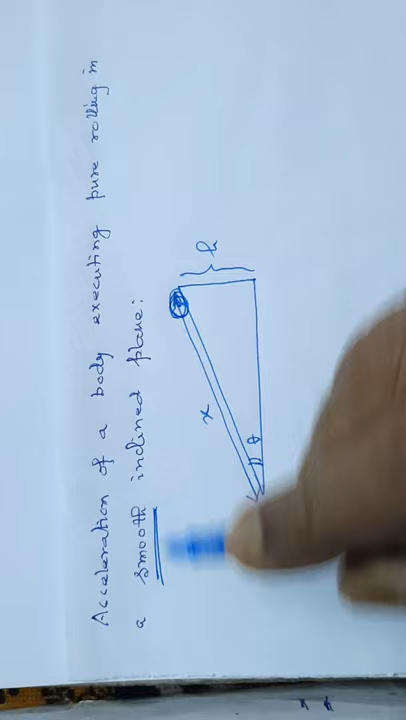 Acceleration of a body executing pure rolling in
a smooth inclined plane:
h
x
θ